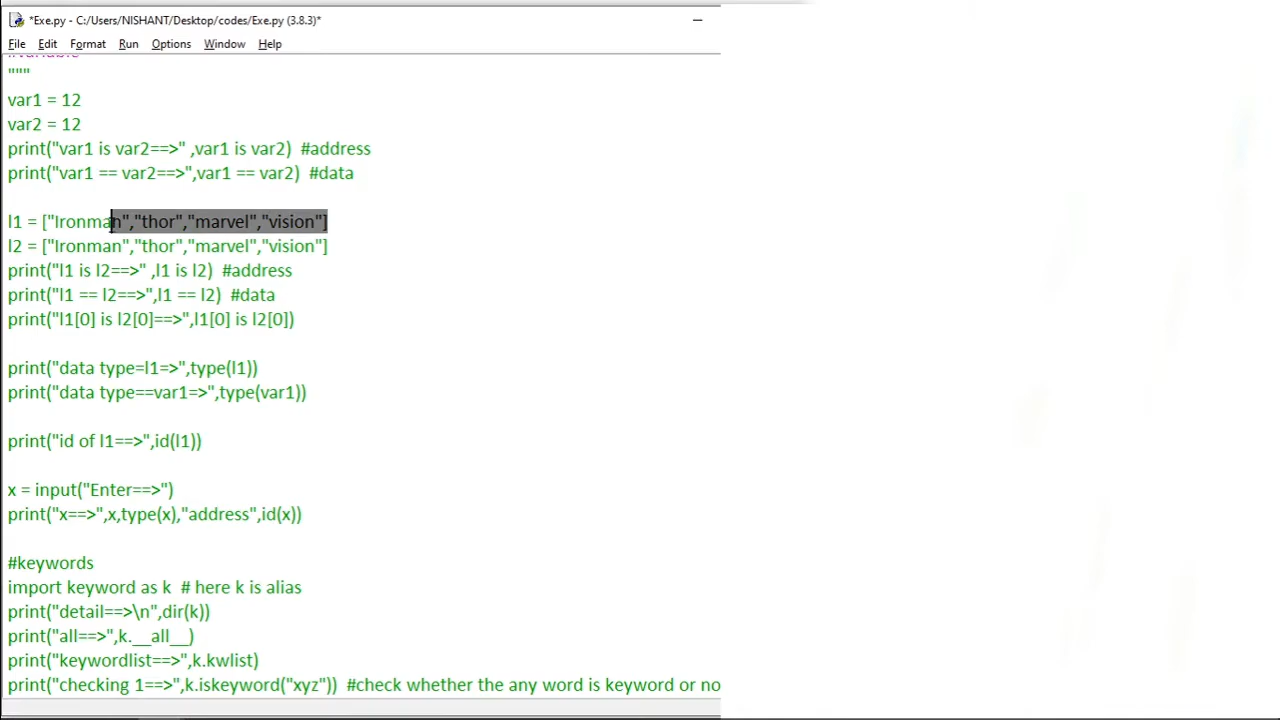 *Exe.py - C:/Users/NISHANT/Desktop/codes/Exe.py (3.8.3)*
File Edit Format Run Options Window Help
"""
var1 = 12
var2 = 12
print("var1 is var2==>" ,var1 is var2)  #address
print("var1 == var2==>",var1 == var2)  #data
l1 = ["Ironman","thor","marvel","vision"]
l2 = ["Ironman","thor","marvel","vision"]
print("l1 is l2==>" ,l1 is l2)  #address
print("l1 == l2==>",l1 == l2)  #data
print("l1[0] is l2[0]==>",l1[0] is l2[0])
print("data type=l1=>",type(l1))
print("data type==var1=>",type(var1))
print("id of l1==>",id(l1))
x = input("Enter==>")
print("x==>",x,type(x),"address",id(x))
#keywords
import keyword as k  # here k is alias
print("detail==>\n",dir(k))
print("all==>",k.__all__)
print("keywordlist==>",k.kwlist)
print("checking 1==>",k.iskeyword("xyz"))  #check whether the any word is keyword or no